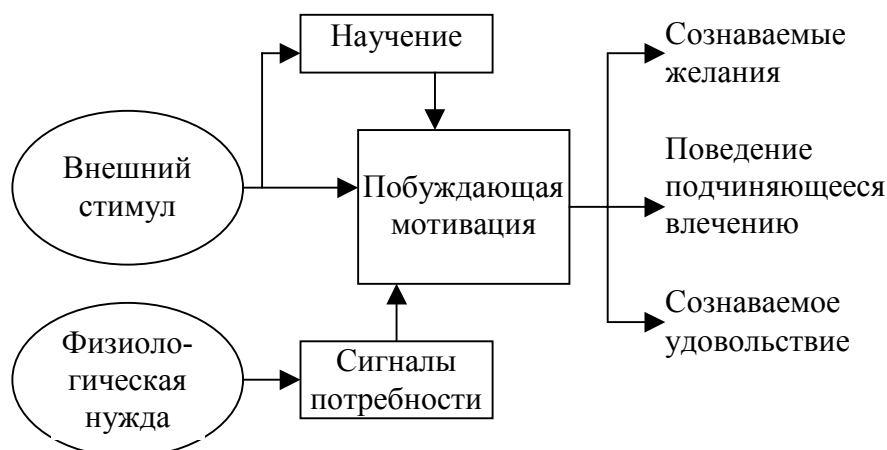 Научение
Внешний
стимул
Физиоло-
гическая
нужда
Сигналы
потребности
Побуждающая
мотивация
Сознаваемые
желания
Поведение
подчиняющееся
влечению
Сознаваемое
удовольствие